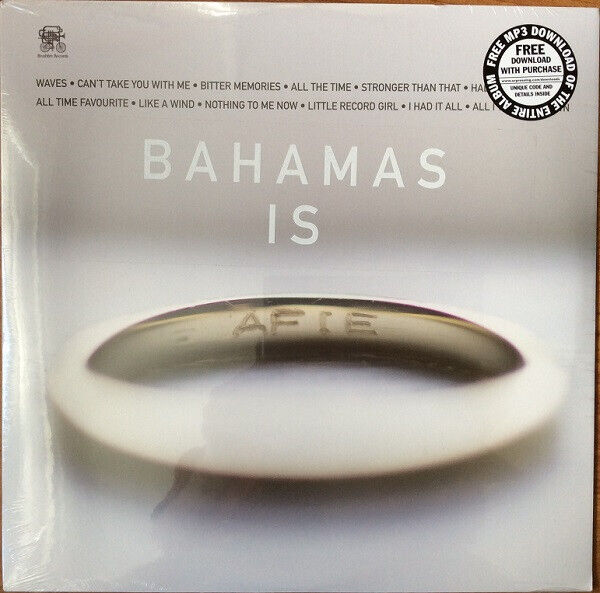 Brushfire Records
WAVES • CAN'T TAKE YOU WITH ME • BITTER MEMORIES • ALL THE TIME • STRONGER THAN THAT •
ALL TIME FAVOURITE • LIKE A WIND • NOTHING TO ME NOW • LITTLE RECORD GIRL • I HAD IT ALL • ALL
FREE MP3 DOWNLOAD OF THE ENTIRE ALBUM
FREE
DOWNLOAD
WITH PURCHASE
UNIQUE CODE AND
DETAILS INSIDE
BAHAMAS
IS
AFIE